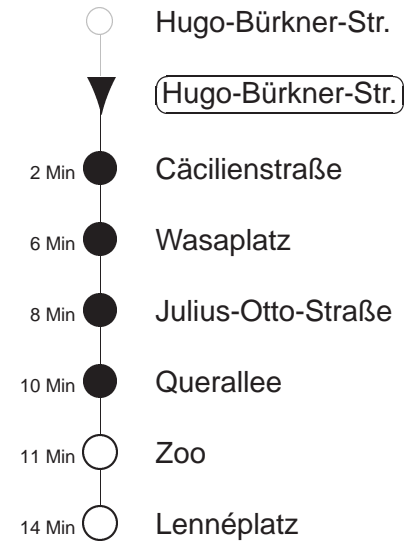 Hugo-Bürkner-Str.
Hugo-Bürkner-Str.
2 Min Cäcilienstraße
6 Min Wasaplatz
8 Min Julius-Otto-Straße
10 Min Querallee
11 Min Zoo
14 Min Lennéplatz